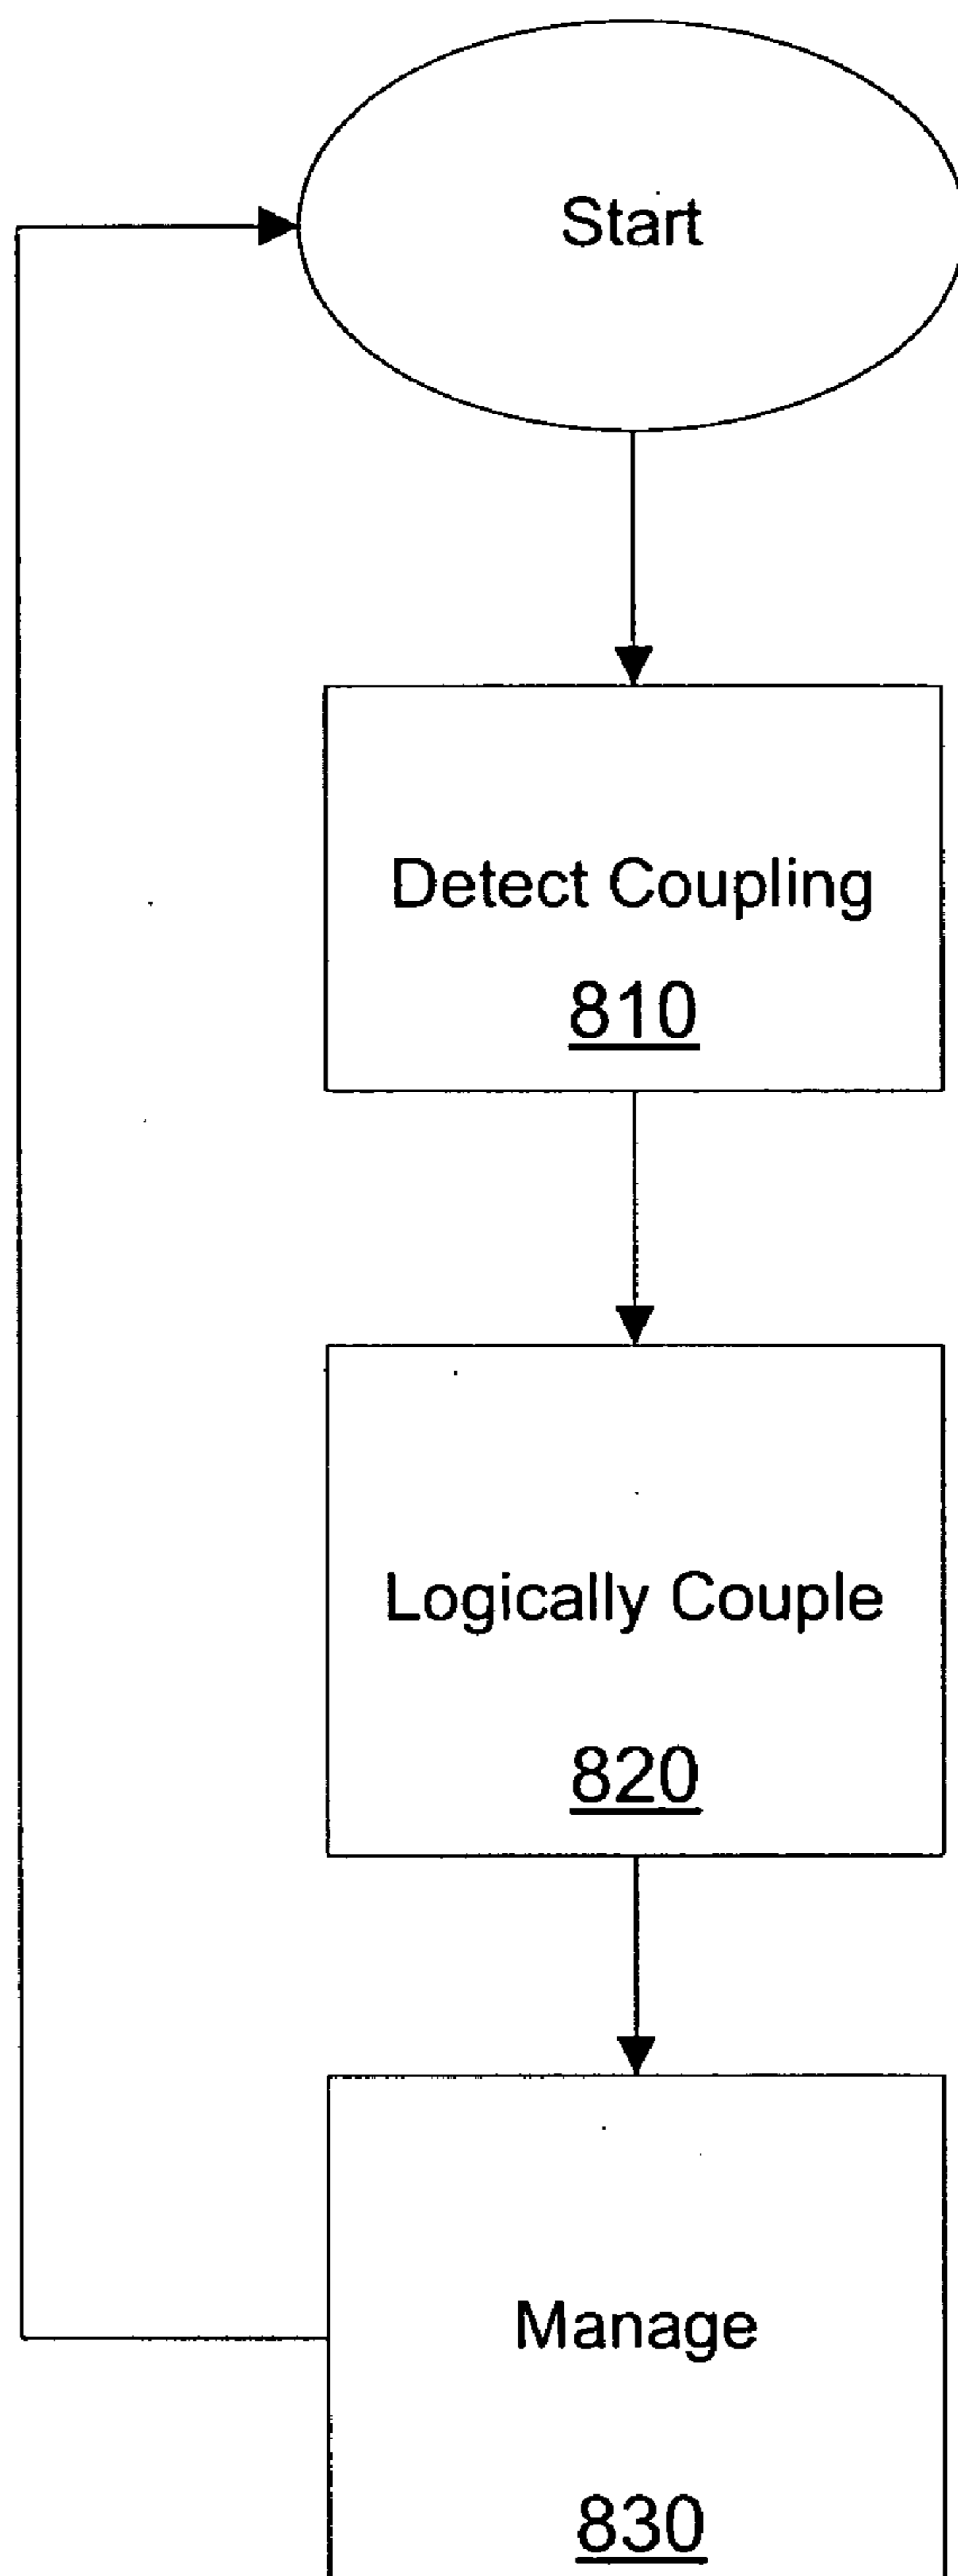 Start
Detect Coupling
810
Logically Couple
820
Manage
830